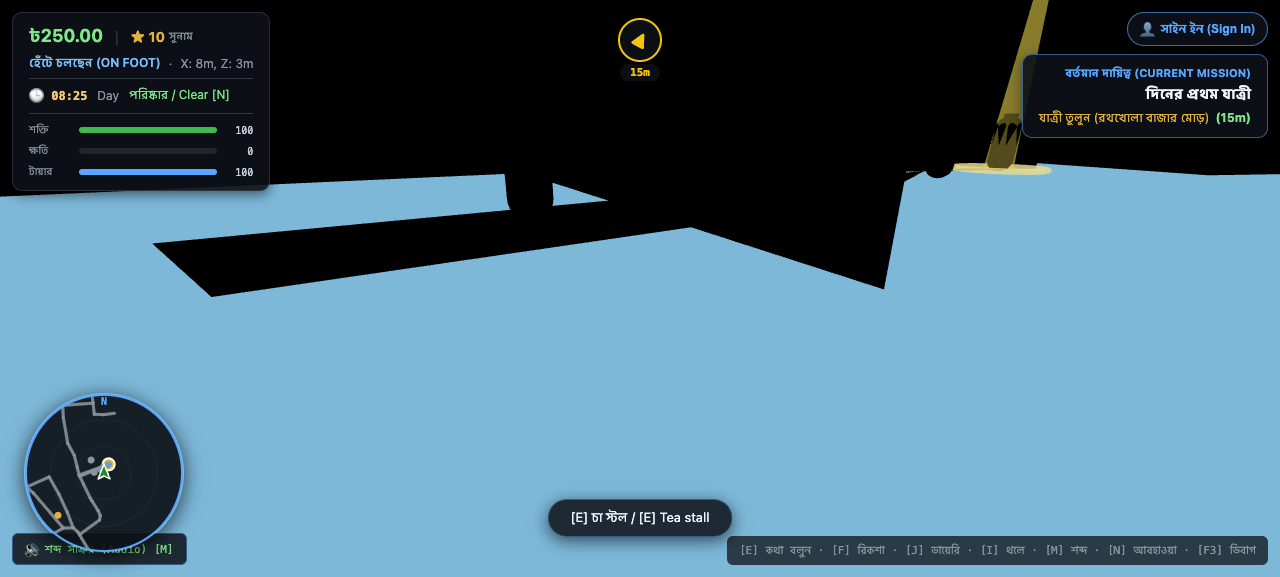 ৳250.00 | ⭐ 10 সুনাম
হেঁটে চলছেন (ON FOOT) · X: 8m, Z: 3m
🕒 08:25 Day পরিষ্কার / Clear [N]
শক্তি 100
ক্ষতি 0
টায়ার 100
15m
👤 সাইন ইন (Sign In)
বর্তমান দায়িত্ব (CURRENT MISSION)
দিনের প্রথম যাত্রী
যাত্রী তুলুন (রথখোলা বাজার মোড়) (15m)
N
[E] চা স্টল / [E] Tea stall
🔊 শব্দ [M]
[E] কথা বলুন · [F] রিকশা · [J] ডায়েরি · [I] থলে · [M] শব্দ · [N] আবহাওয়া · [F3] ডিবাগ